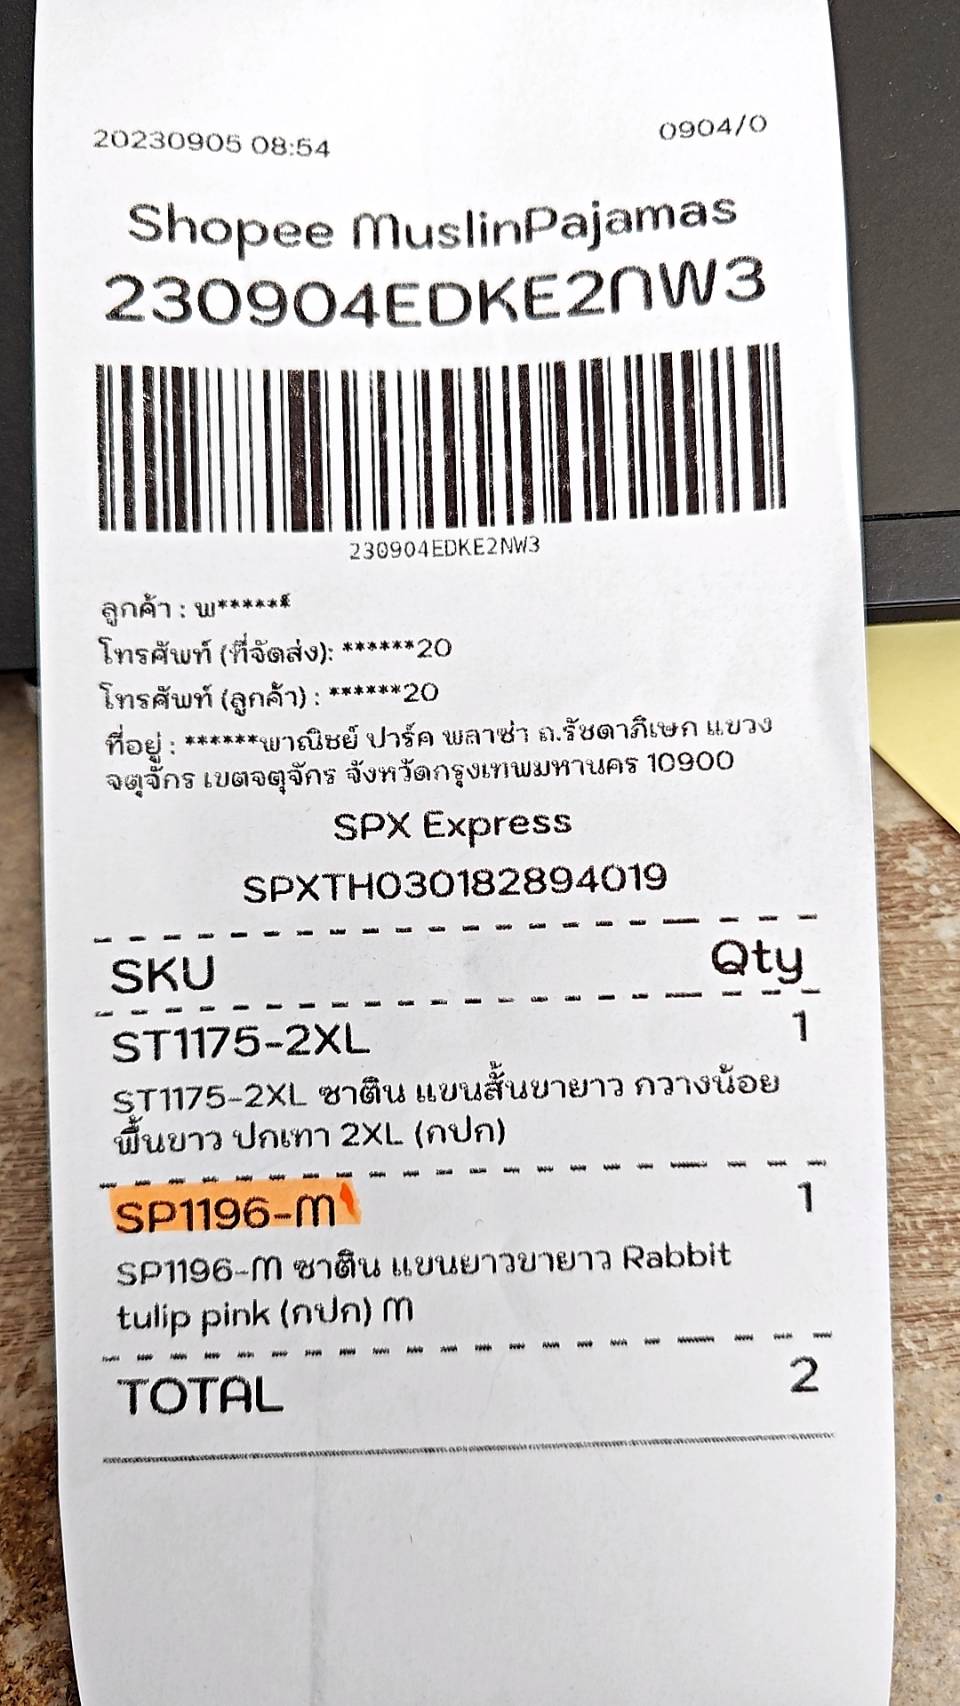 20230905 08:54 0904/0
Shopee MuslinPajamas
230904EDKE2NW3
230904EDKE2NW3
ลูกค้า : พ*****์
โทรศัพท์ (ที่จัดส่ง): ******20
โทรศัพท์ (ลูกค้า) : ******20
ที่อยู่ : ******พาณิชย์ ปาร์ค พลาซ่า ถ.รัชดาภิเษก แขวง
จตุจักร เขตจตุจักร จังหวัดกรุงเทพมหานคร 10900
SPX Express
SPXTH030182894019
SKU Qty
ST1175-2XL 1
ST1175-2XL ซาติน แขนสั้นขายาว กวางน้อย
พื้นขาว ปกเทา 2XL (กปก)
SP1196-M 1
SP1196-M ซาติน แขนยาวขายาว Rabbit
tulip pink (กปก) M
TOTAL 2